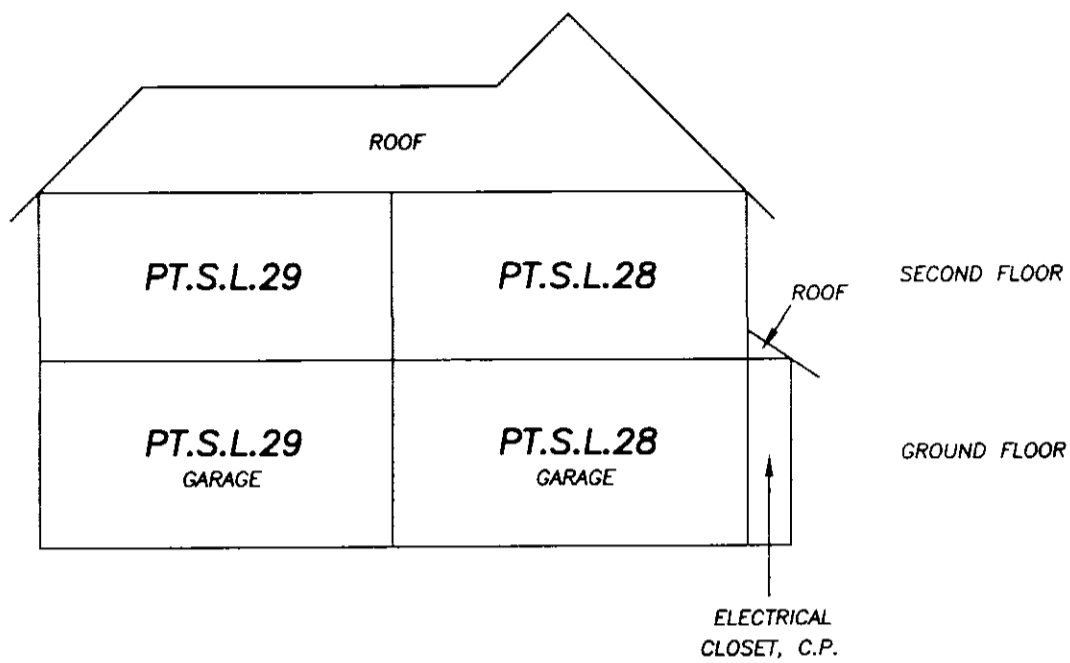 ROOF
PT.S.L.29
PT.S.L.28
ROOF
SECOND FLOOR
PT.S.L.29
GARAGE
PT.S.L.28
GARAGE
GROUND FLOOR
ELECTRICAL
CLOSET, C.P.